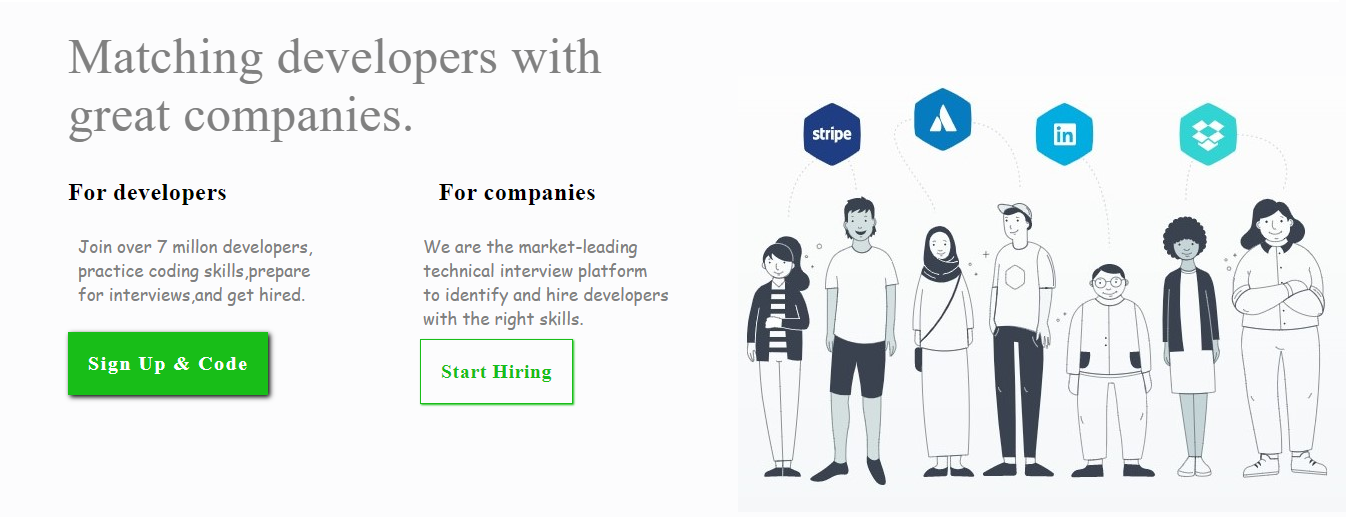 Matching developers with
great companies.
For developers
Join over 7 millon developers,
practice coding skills,prepare
for interviews,and get hired.
Sign Up & Code
For companies
We are the market-leading
technical interview platform
to identify and hire developers
with the right skills.
Start Hiring
stripe
in